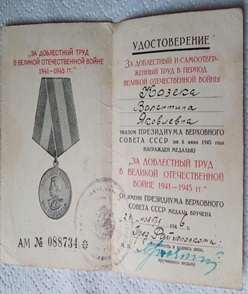 "ЗА ДОБЛЕСТНЫЙ ТРУД
В ВЕЛИКОЙ ОТЕЧЕСТВЕННОЙ ВОЙНЕ
1941—1945 гг."
АМ № 088734
УДОСТОВЕРЕНИЕ
ЗА ДОБЛЕСТНЫЙ И САМООТВЕР-
ЖЕННЫЙ ТРУД В ПЕРИОД
ВЕЛИКОЙ ОТЕЧЕСТВЕННОЙ ВОЙНЫ
Козека
Валентина
Яковлевна
УКАЗОМ ПРЕЗИДИУМА ВЕРХОВНОГО
СОВЕТА СССР от 6 июня 1945 года
НАГРАЖДЕН МЕДАЛЬЮ
"ЗА ДОБЛЕСТНЫЙ ТРУД
В ВЕЛИКОЙ ОТЕЧЕСТВЕННОЙ
ВОЙНЕ 1941—1945 гг."
ОТ ИМЕНИ ПРЕЗИДИУМА ВЕРХОВНОГО
СОВЕТА СССР МЕДАЛЬ ВРУЧЕНА
194 6